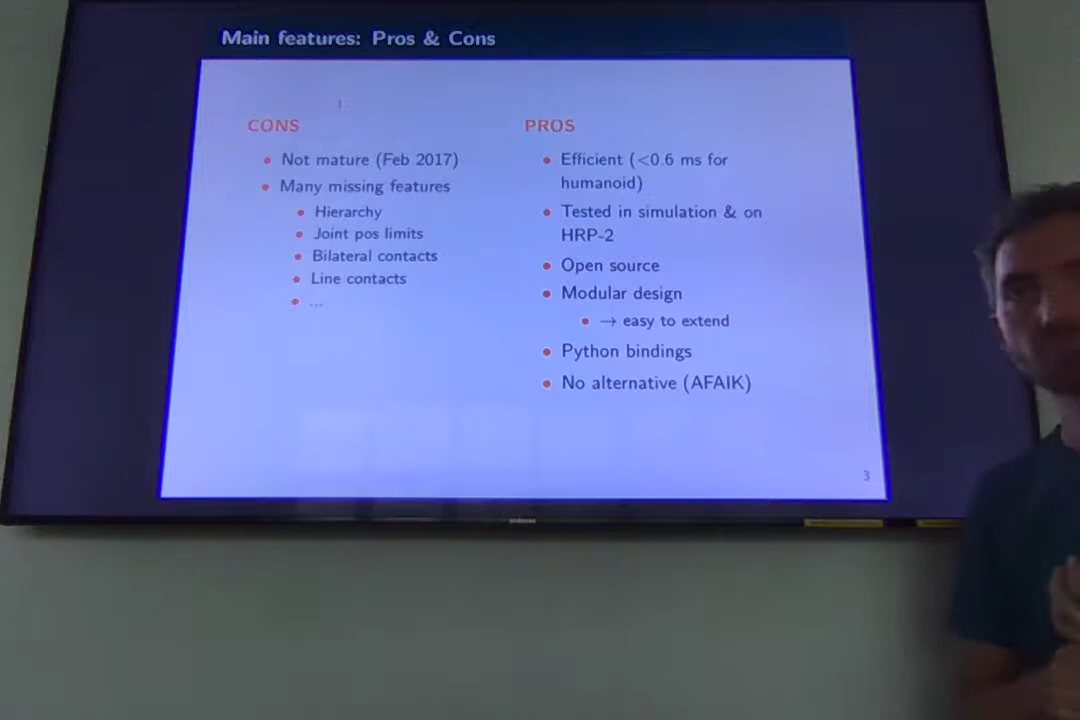 Main features: Pros & Cons
CONS
• Not mature (Feb 2017)
• Many missing features
• Hierarchy
• Joint pos limits
• Bilateral contacts
• Line contacts
• ...
PROS
• Efficient (<0.6 ms for
humanoid)
• Tested in simulation & on
HRP-2
• Open source
• Modular design
• → easy to extend
• Python bindings
• No alternative (AFAIK)
3
SAMSUNG